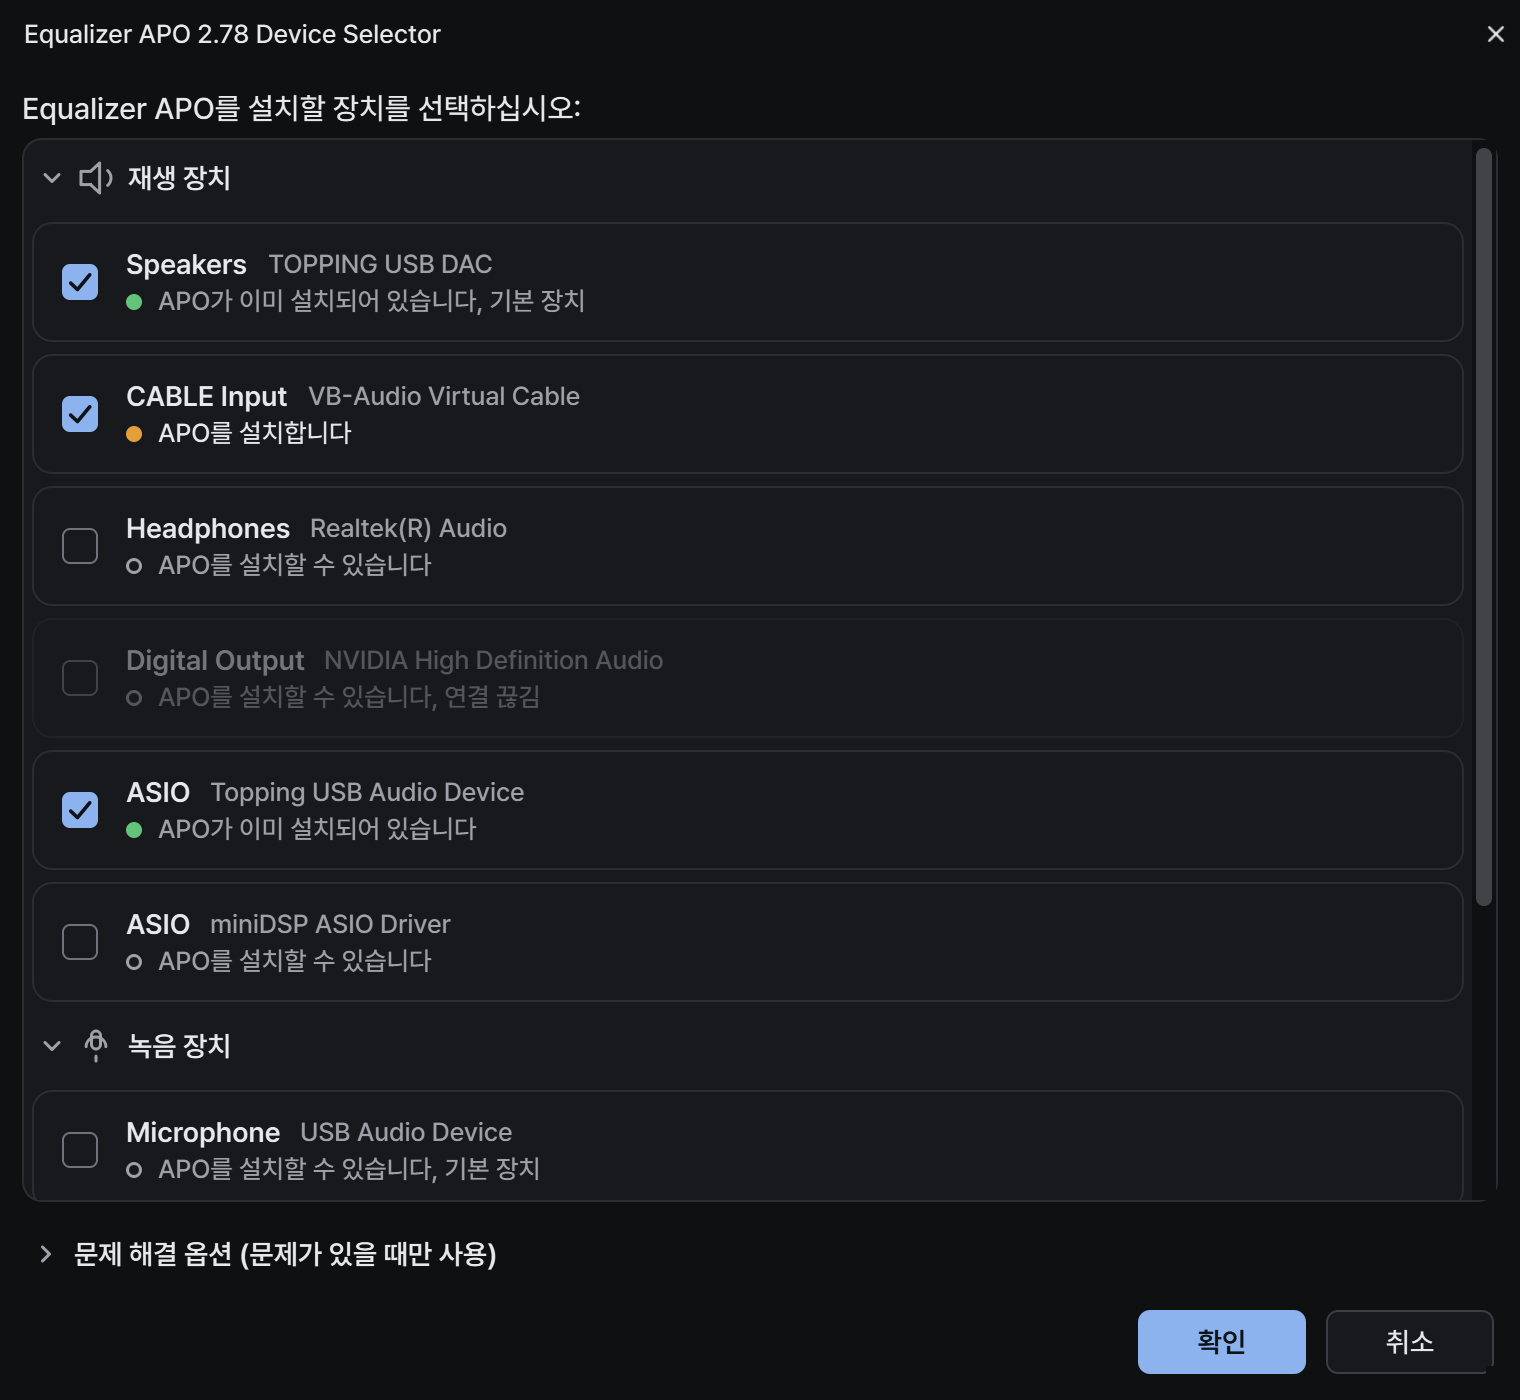 Equalizer APO 2.78 Device Selector
Equalizer APO를 설치할 장치를 선택하십시오:
재생 장치
Speakers TOPPING USB DAC
APO가 이미 설치되어 있습니다, 기본 장치
CABLE Input VB-Audio Virtual Cable
APO를 설치합니다
Headphones Realtek(R) Audio
APO를 설치할 수 있습니다
Digital Output NVIDIA High Definition Audio
APO를 설치할 수 있습니다, 연결 끊김
ASIO Topping USB Audio Device
APO가 이미 설치되어 있습니다
ASIO miniDSP ASIO Driver
APO를 설치할 수 있습니다
녹음 장치
Microphone USB Audio Device
APO를 설치할 수 있습니다, 기본 장치
문제 해결 옵션 (문제가 있을 때만 사용)
확인 취소